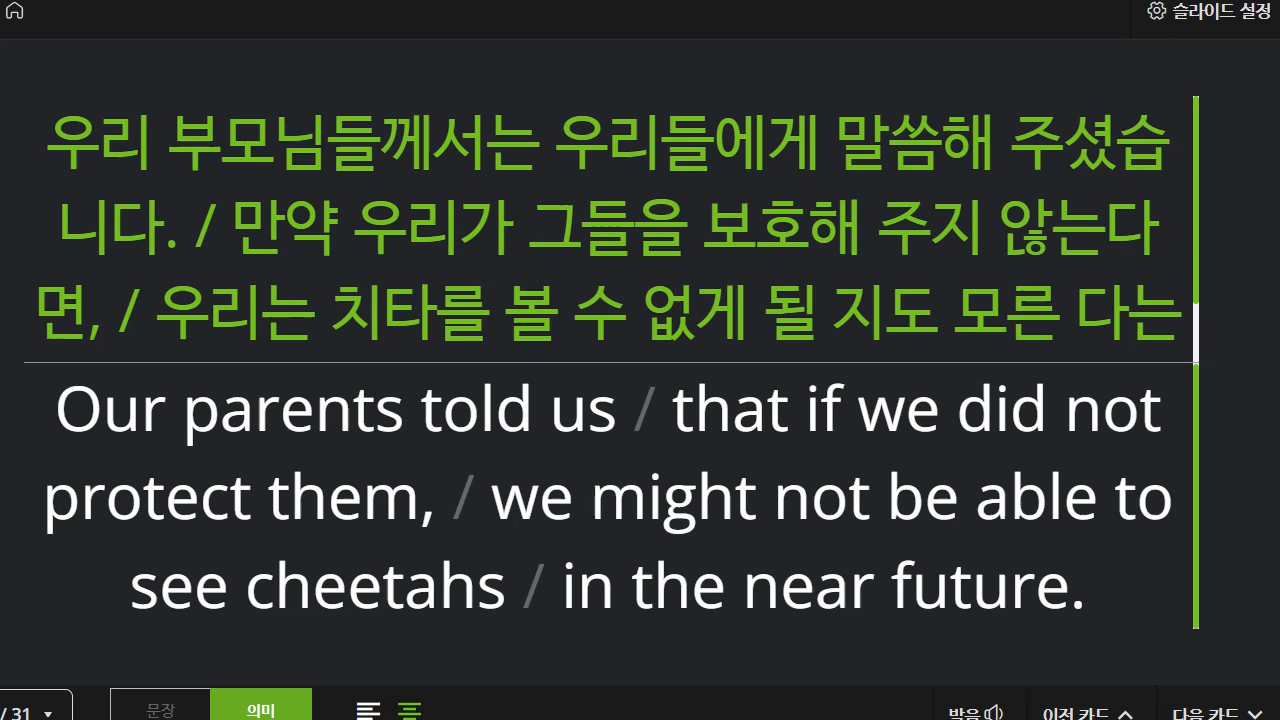 슬라이드 설정
우리 부모님들께서는 우리들에게 말씀해 주셨습
니다. / 만약 우리가 그들을 보호해 주지 않는다
면, / 우리는 치타를 볼 수 없게 될 지도 모른 다는
Our parents told us / that if we did not
protect them, / we might not be able to
see cheetahs / in the near future.
/ 31 문장 의미 발음 이전 카드 다음 카드